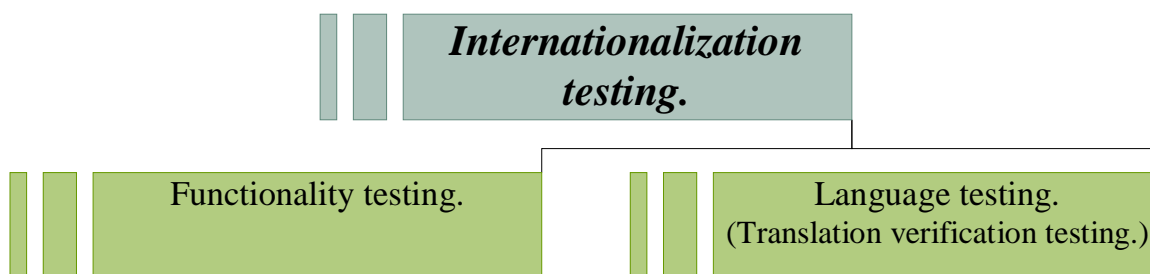 Internationalization
testing.
Functionality testing.
Language testing.
(Translation verification testing.)